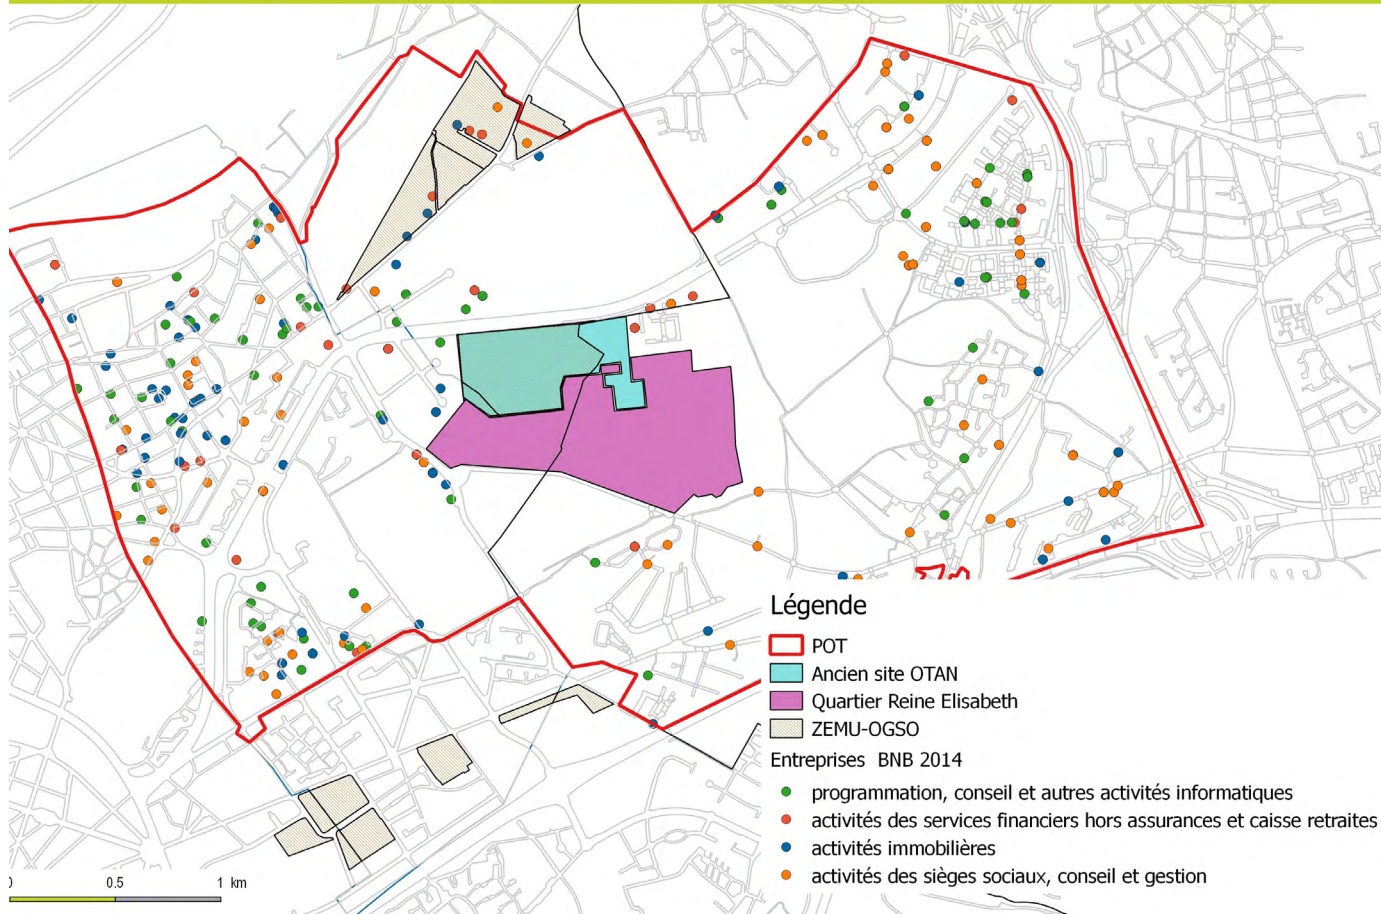 Légende
POT
Ancien site OTAN
Quartier Reine Elisabeth
ZEMU-OGSO
Entreprises BNB 2014
programmation, conseil et autres activités informatiques
activités des services financiers hors assurances et caisse retraites
activités immobilières
activités des sièges sociaux, conseil et gestion
0 0.5 1 km